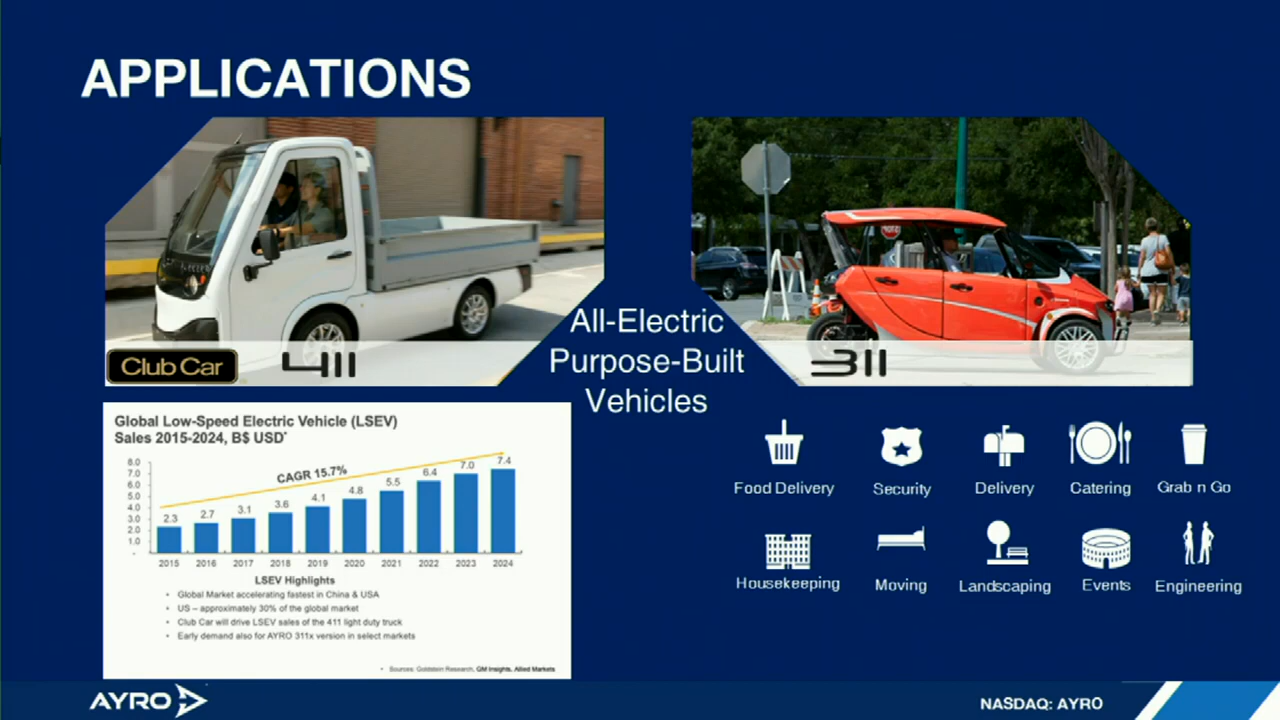 APPLICATIONS
Club Car
411
311
All-Electric
Purpose-Built
Vehicles
Global Low-Speed Electric Vehicle (LSEV)
Sales 2015-2024, B$ USD*
8.0
7.0
6.0
5.0
4.0
3.0
2.0
1.0
-
CAGR 15.7%
2.3 2.7 3.1 3.6 4.1 4.8 5.5 6.4 7.0 7.4
2015 2016 2017 2018 2019 2020 2021 2022 2023 2024
LSEV Highlights
• Global Market accelerating fastest in China & USA
• US – approximately 30% of the global market
• Club Car will drive LSEV sales of the 411 light duty truck
• Early demand also for AYRO 311x version in select markets
• Sources: Goldstein Research, GM Insights, Allied Markets
Food Delivery Security Delivery Catering Grab n Go
Housekeeping Moving Landscaping Events Engineering
AYRO
NASDAQ: AYRO